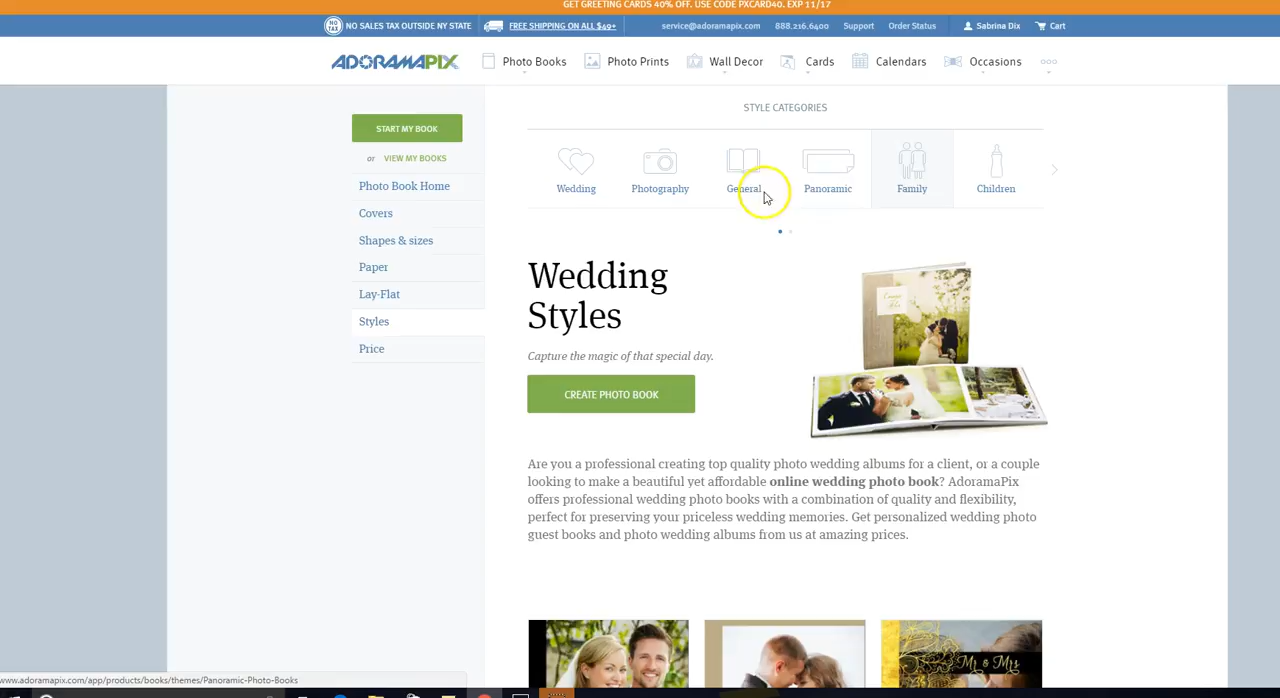 GET GREETING CARDS 40% OFF. USE CODE PXCARD40. EXP 11/17
NO TAX
NO SALES TAX OUTSIDE NY STATE
FREE SHIPPING ON ALL $49+
service@adoramapix.com
888.216.6400
Support
Order Status
Sabrina Dix
Cart
ADORAMAPIX
Photo Books
Photo Prints
Wall Decor
Cards
Calendars
Occasions
START MY BOOK
or VIEW MY BOOKS
Photo Book Home
Covers
Shapes & sizes
Paper
Lay-Flat
Styles
Price
STYLE CATEGORIES
Wedding
Photography
General
Panoramic
Family
Children
Wedding
Styles
Capture the magic of that special day.
CREATE PHOTO BOOK
Are you a professional creating top quality photo wedding albums for a client, or a couple
looking to make a beautiful yet affordable online wedding photo book? AdoramaPix
offers professional wedding photo books with a combination of quality and flexibility,
perfect for preserving your priceless wedding memories. Get personalized wedding photo
guest books and photo wedding albums from us at amazing prices.
Mr & Mrs
www.adoramapix.com/app/products/books/themes/Panoramic-Photo-Books